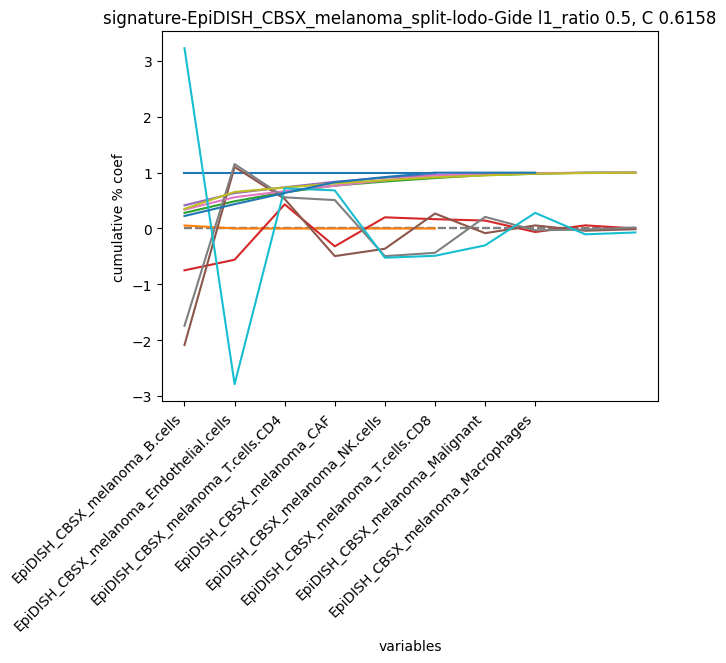 signature-EpiDISH_CBSX_melanoma_split-lodo-Gide l1_ratio 0.5, C 0.6158
cumulative % coef
3
2
1
0
−1
−2
−3
EpiDISH_CBSX_melanoma_B.cells
EpiDISH_CBSX_melanoma_Endothelial.cells
EpiDISH_CBSX_melanoma_T.cells.CD4
EpiDISH_CBSX_melanoma_CAF
EpiDISH_CBSX_melanoma_NK.cells
EpiDISH_CBSX_melanoma_T.cells.CD8
EpiDISH_CBSX_melanoma_Malignant
EpiDISH_CBSX_melanoma_Macrophages
variables